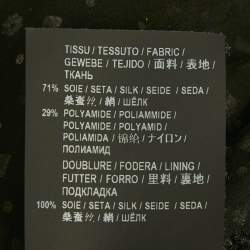 TISSU / TESSUTO / FABRIC /
GEWEBE / TEJIDO / 面料 / 表地 /
ТКАНЬ
71% SOIE / SETA / SILK / SEIDE / SEDA /
桑蚕丝 / 絹 / ШЁЛК
29% POLYAMIDE / POLIAMMIDE /
POLYAMIDE / POLYAMID /
POLIAMIDA / 锦纶 / ナイロン /
ПОЛИАМИД
DOUBLURE / FODERA / LINING /
FUTTER / FORRO / 里料 / 裏地 /
ПОДКЛАДКА
100% SOIE / SETA / SILK / SEIDE / SEDA /
桑蚕丝 / 絹 / ШЁЛК